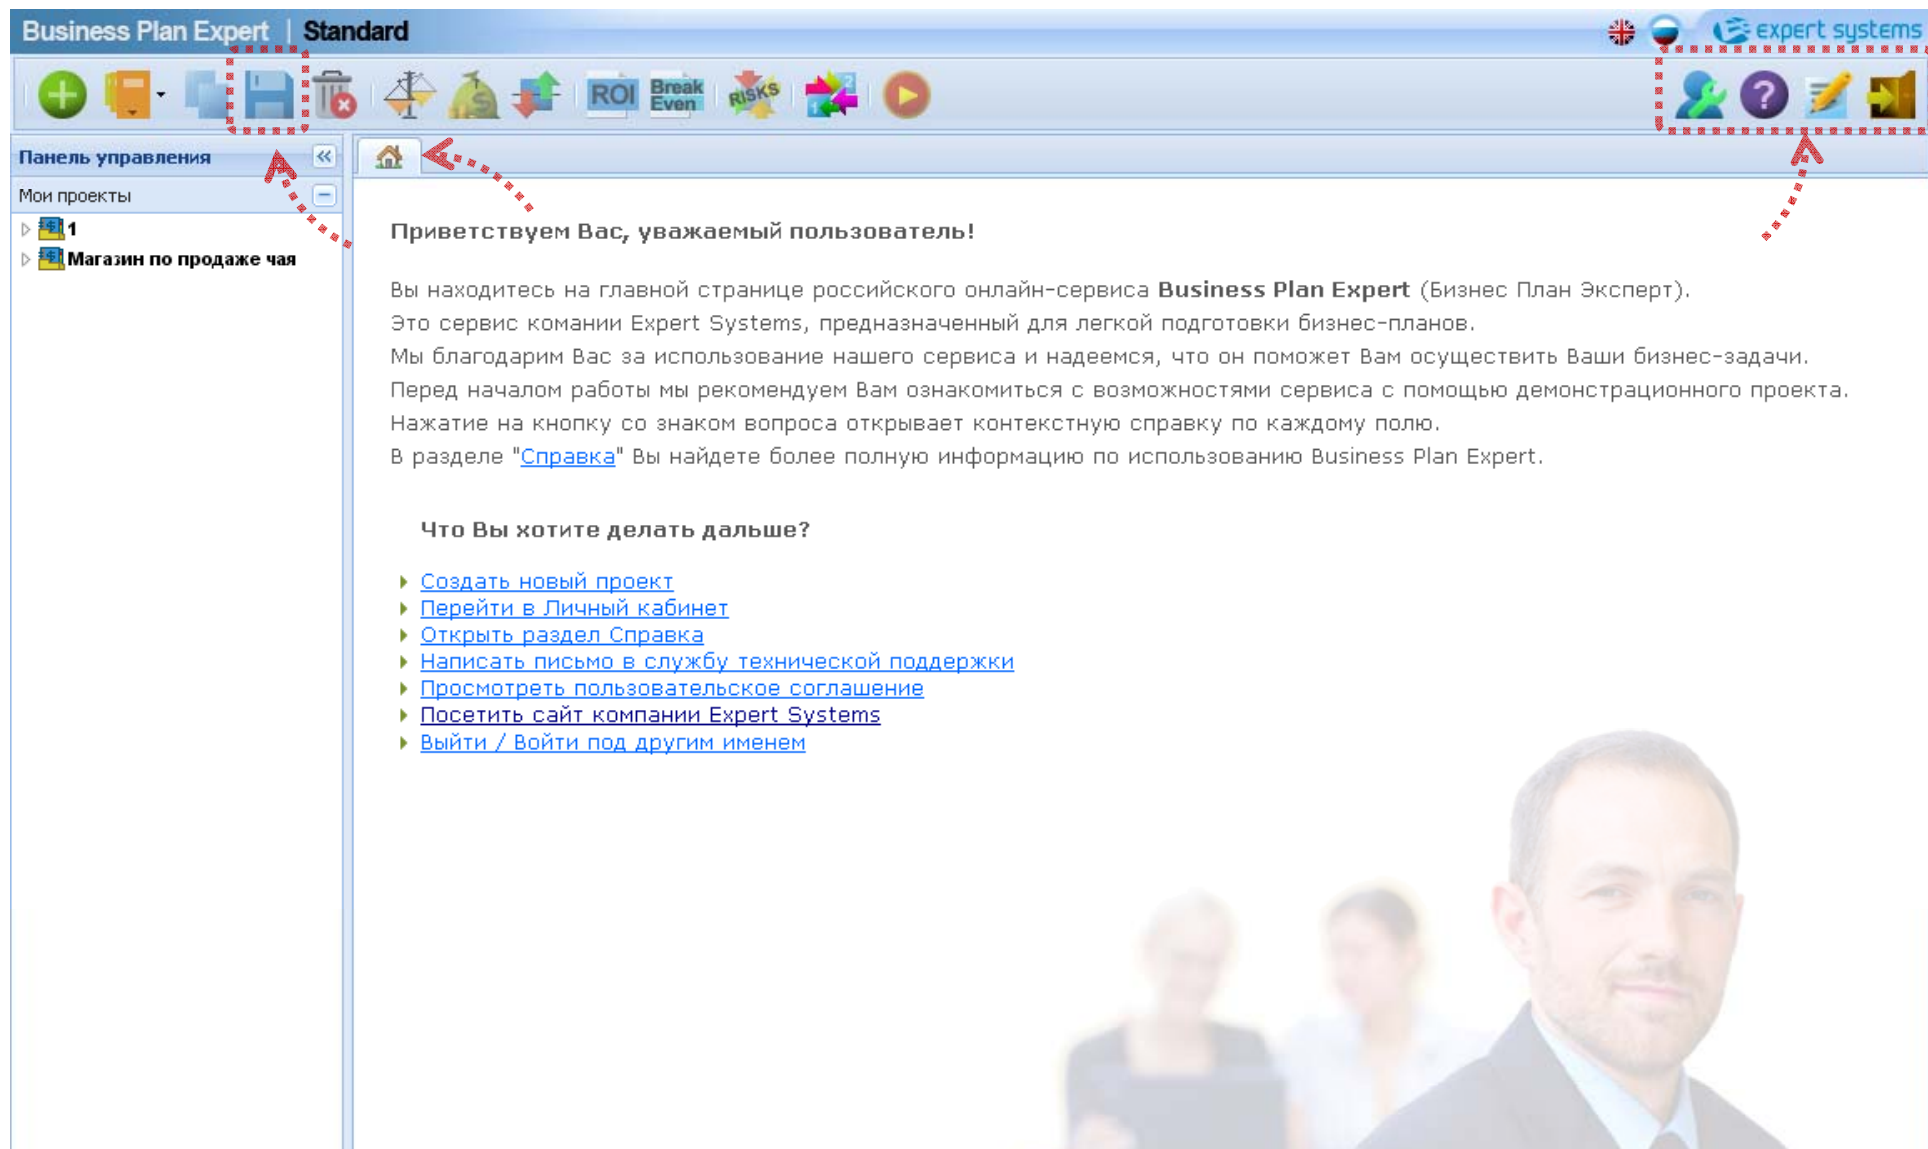 Business Plan Expert | Standard
expert systems
ROI
Break
Even
RISKS
1
2
?
Панель управления
Мои проекты
1
Магазин по продаже чая
Приветствуем Вас, уважаемый пользователь!
Вы находитесь на главной странице российского онлайн-сервиса Business Plan Expert (Бизнес План Эксперт).
Это сервис комании Expert Systems, предназначенный для легкой подготовки бизнес-планов.
Мы благодарим Вас за использование нашего сервиса и надеемся, что он поможет Вам осуществить Ваши бизнес-задачи.
Перед началом работы мы рекомендуем Вам ознакомиться с возможностями сервиса с помощью демонстрационного проекта.
Нажатие на кнопку со знаком вопроса открывает контекстную справку по каждому полю.
В разделе "Справка" Вы найдете более полную информацию по использованию Business Plan Expert.
Что Вы хотите делать дальше?
Создать новый проект
Перейти в Личный кабинет
Открыть раздел Справка
Написать письмо в службу технической поддержки
Просмотреть пользовательское соглашение
Посетить сайт компании Expert Systems
Выйти / Войти под другим именем